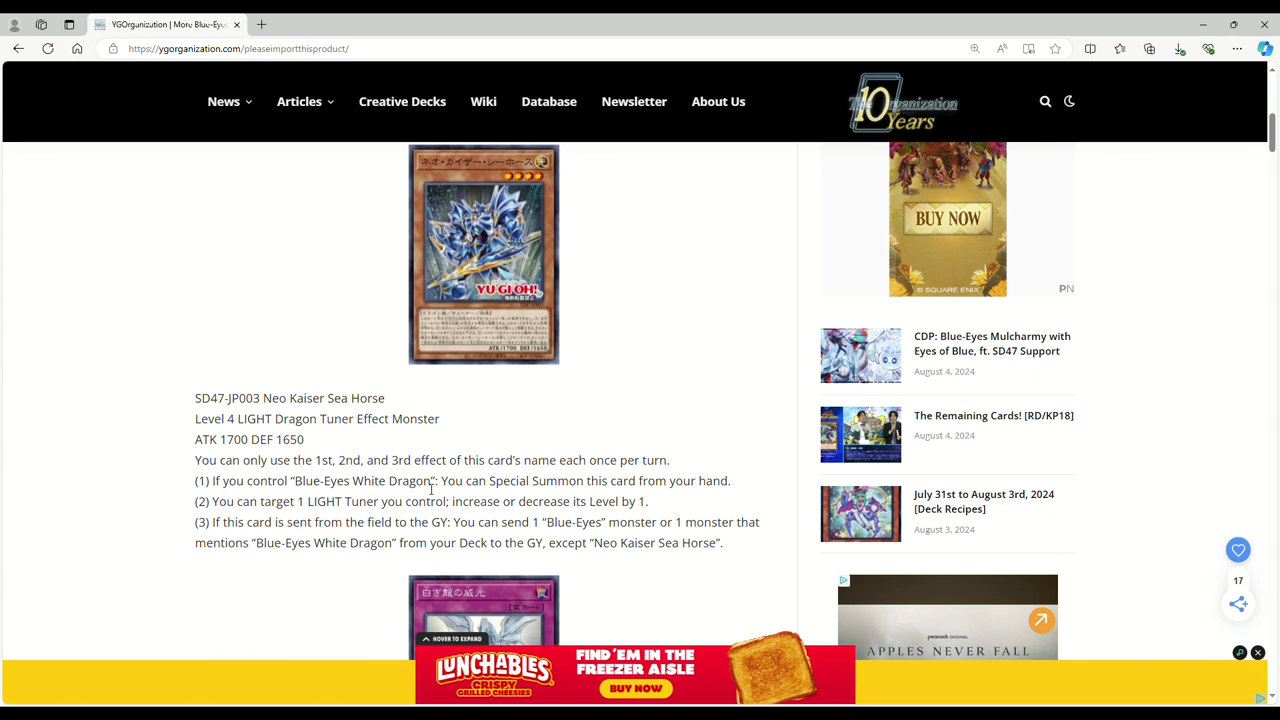 YGOrganization | More Blue-Eyes
https://ygorganization.com/pleaseimportthisproduct/
News
Articles
Creative Decks
Wiki
Database
Newsletter
About Us
The Organization
10 Years
ネオ・カイザー・シーホース
YU-GI-OH!
ATK/1700 DEF/1650
SD47-JP003 Neo Kaiser Sea Horse
Level 4 LIGHT Dragon Tuner Effect Monster
ATK 1700 DEF 1650
You can only use the 1st, 2nd, and 3rd effect of this card’s name each once per turn.
(1) If you control “Blue-Eyes White Dragon”: You can Special Summon this card from your hand.
(2) You can target 1 LIGHT Tuner you control; increase or decrease its Level by 1.
(3) If this card is sent from the field to the GY: You can send 1 “Blue-Eyes” monster or 1 monster that
mentions “Blue-Eyes White Dragon” from your Deck to the GY, except “Neo Kaiser Sea Horse”.
白き龍の威光
BUY NOW
© SQUARE ENIX
PN
CDP: Blue-Eyes Mulcharmy with
Eyes of Blue, ft. SD47 Support
August 4, 2024
The Remaining Cards! [RD/KP18]
August 4, 2024
July 31st to August 3rd, 2024
[Deck Recipes]
August 3, 2024
17
peacock ORIGINAL
APPLES NEVER FALL
HOVER TO EXPAND
LUNCHABLES
CRISPY
GRILLED CHEESIES
FIND 'EM IN THE
FREEZER AISLE
BUY NOW